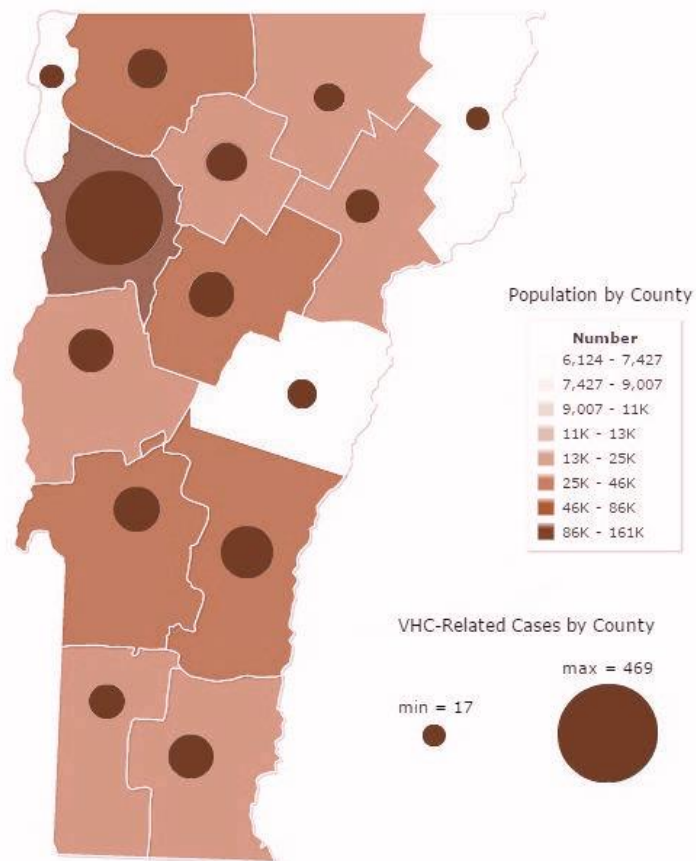 Population by County
Number
6,124 - 7,427
7,427 - 9,007
9,007 - 11K
11K - 13K
13K - 25K
25K - 46K
46K - 86K
86K - 161K
VHC-Related Cases by County
max = 469
min = 17